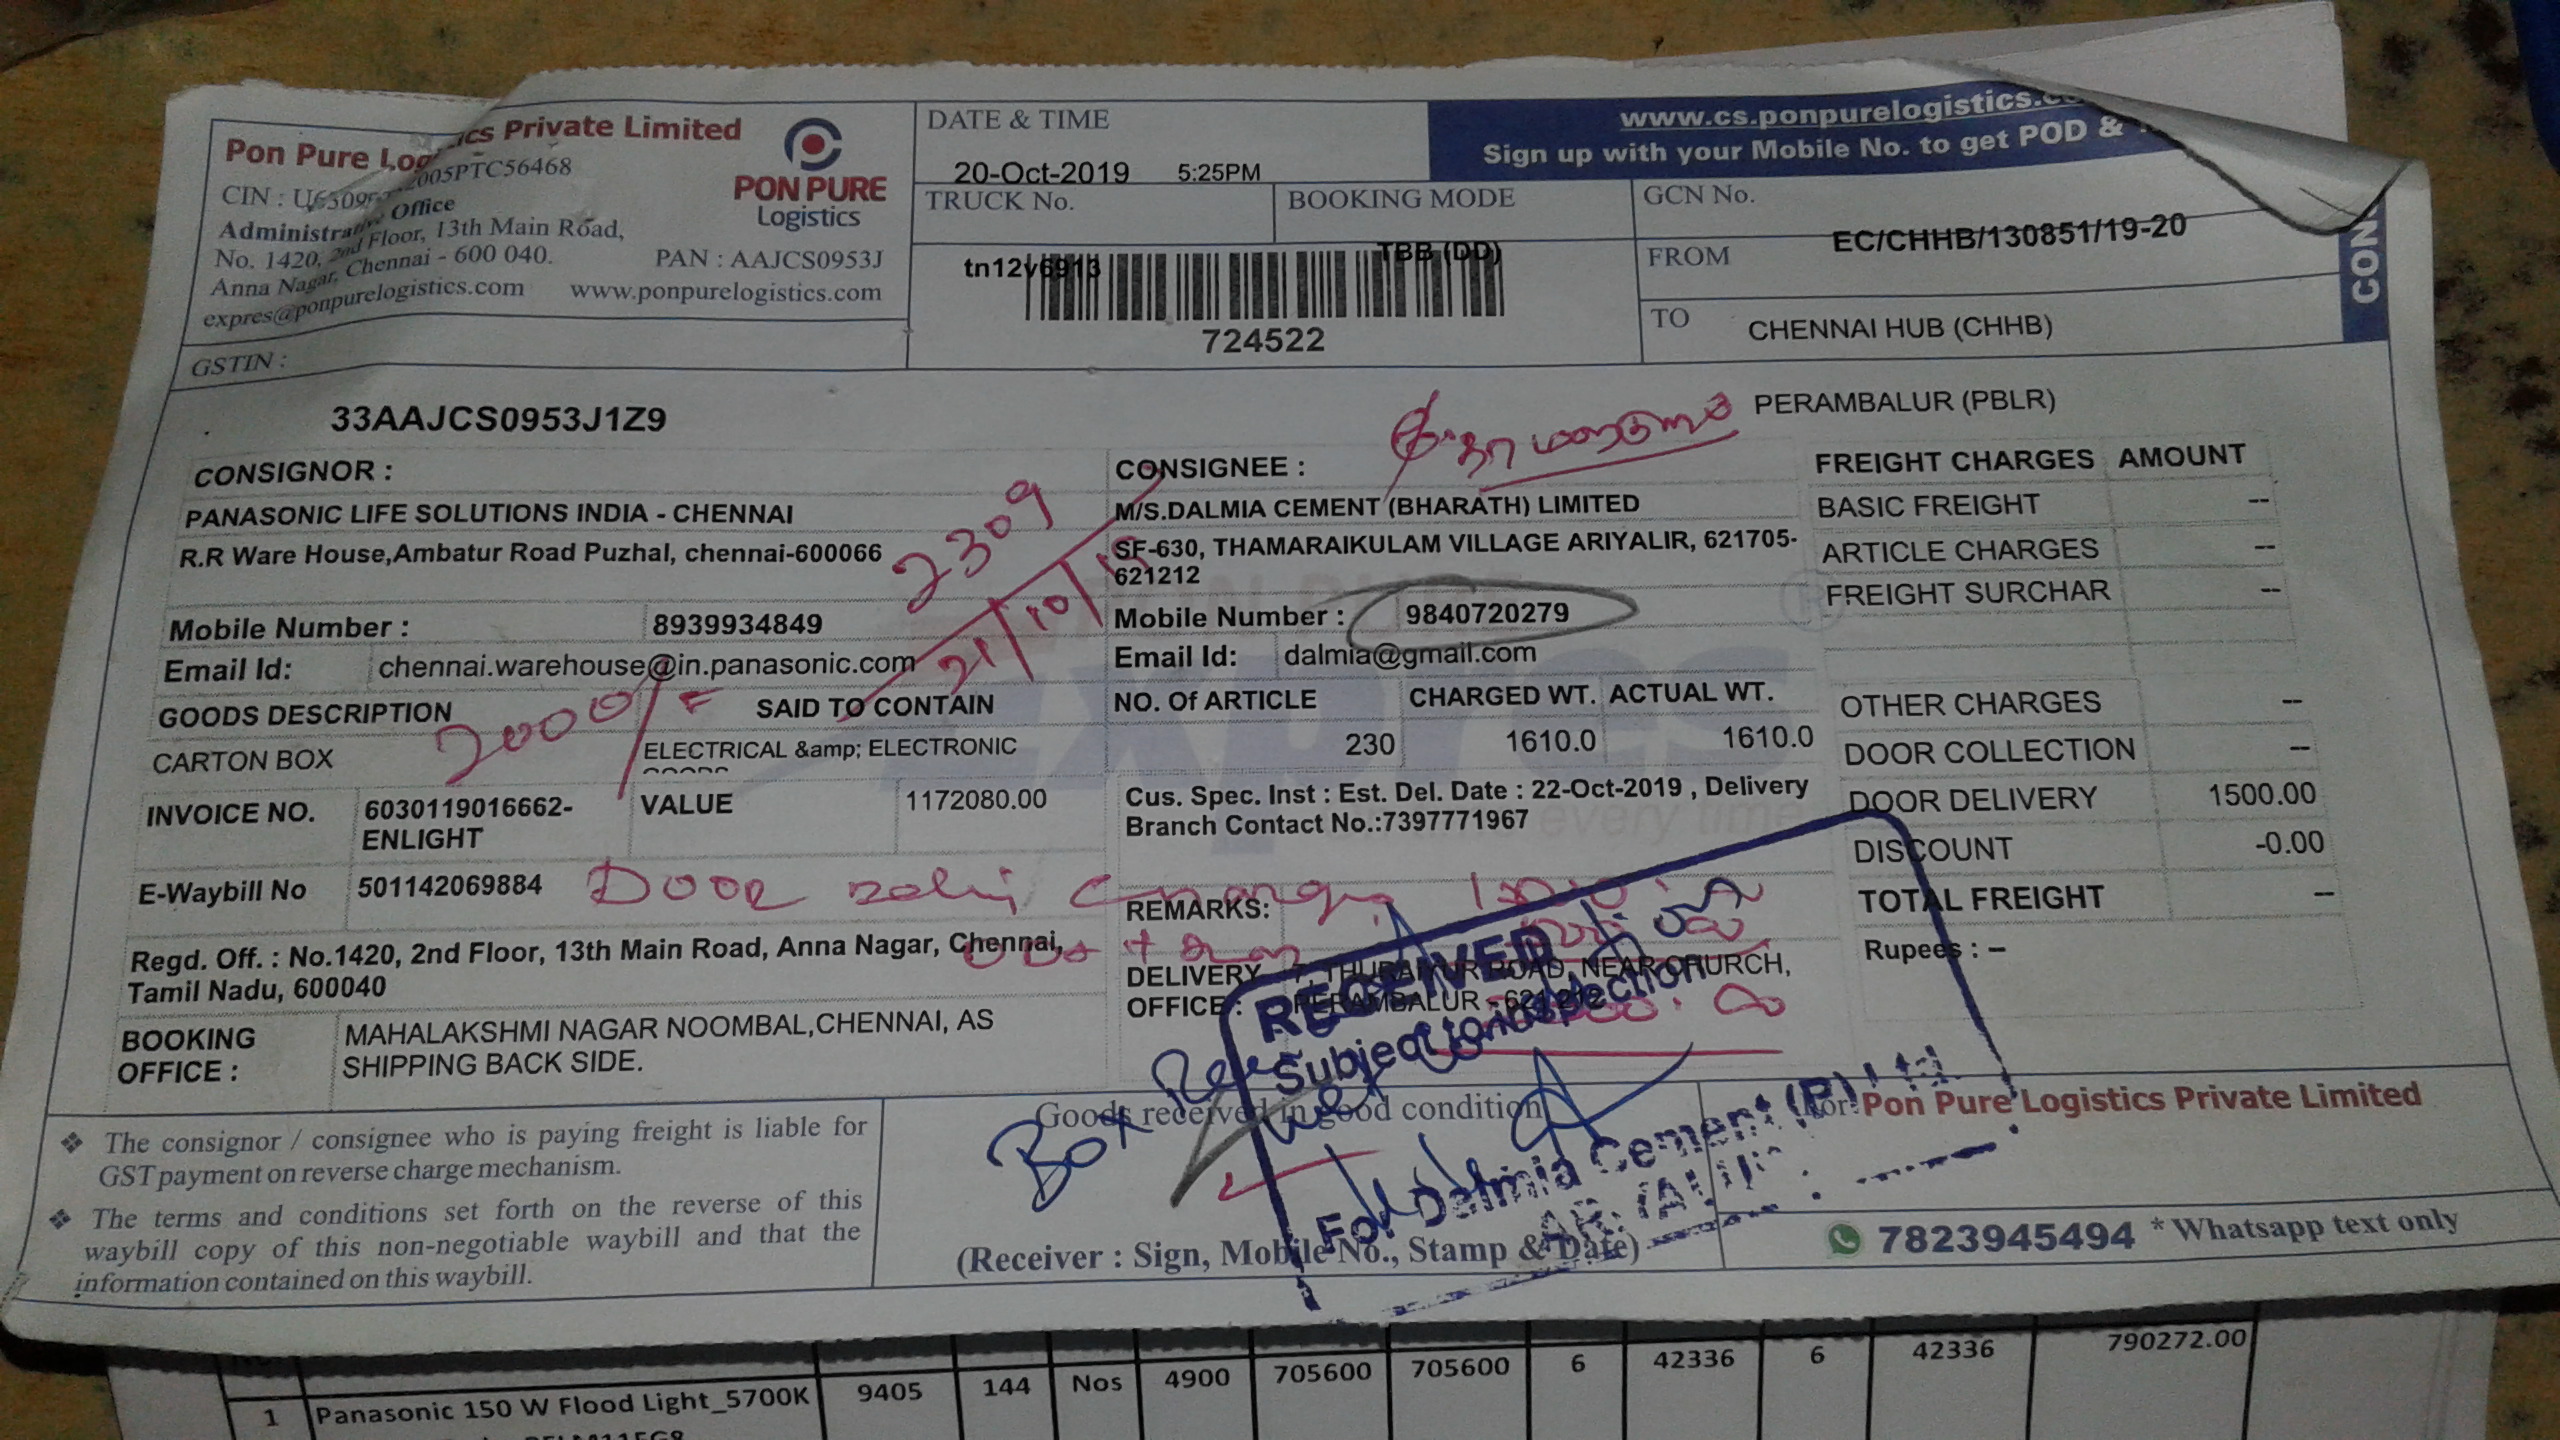 Pon Pure Logistics Private Limited
2005PTC56468
Administrative Office
No. 1420, 2nd Floor, 13th Main Road,
Anna Nagar, Chennai - 600 040.
PAN : AAJCS0953J
expres@ponpurelogistics.com www.ponpurelogistics.com
PON PURE
Logistics
GSTIN :
33AAJCS0953J1Z9
DATE & TIME
20-Oct-2019 5:25PM
www.cs.ponpurelogistics.c
Sign up with your Mobile No. to get POD &
TRUCK No.
tn12v6913
BOOKING MODE
TBB (DD)
724522
GCN No.
EC/CHHB/130851/19-20
FROM
CHENNAI HUB (CHHB)
TO
PERAMBALUR (PBLR)
CON
CONSIGNOR :
PANASONIC LIFE SOLUTIONS INDIA - CHENNAI
R.R Ware House,Ambatur Road Puzhal, chennai-600066
Mobile Number : 8939934849
Email Id: chennai.warehouse@in.panasonic.com
2309
21/10/19
CONSIGNEE :
M/S.DALMIA CEMENT (BHARATH) LIMITED
SF-630, THAMARAIKULAM VILLAGE ARIYALIR, 621705-
621212
Mobile Number : 9840720279
Email Id: dalmia@gmail.com
GOODS DESCRIPTION SAID TO CONTAIN
CARTON BOX ELECTRICAL &amp; ELECTRONIC
2000/-
NO. Of ARTICLE CHARGED WT. ACTUAL WT.
230 1610.0 1610.0
INVOICE NO. 6030119016662-
ENLIGHT
VALUE 1172080.00
Cus. Spec. Inst : Est. Del. Date : 22-Oct-2019 , Delivery
Branch Contact No.:7397771967
every time
E-Waybill No 501142069884
Door
REMARKS:
Regd. Off. : No.1420, 2nd Floor, 13th Main Road, Anna Nagar, Chennai,
Tamil Nadu, 600040
DELIVERY
OFFICE :
7, THURAIYUR ROAD, NEAR CHURCH,
PERAMBALUR - 621 212
BOOKING
OFFICE :
MAHALAKSHMI NAGAR NOOMBAL,CHENNAI, AS
SHIPPING BACK SIDE.
FREIGHT CHARGES AMOUNT
BASIC FREIGHT --
ARTICLE CHARGES --
FREIGHT SURCHAR --
OTHER CHARGES --
DOOR COLLECTION --
DOOR DELIVERY 1500.00
DISCOUNT -0.00
TOTAL FREIGHT --
Rupees : --
RECEIVED
Subject to Inspection
For Dalmia Cement (P) Ltd
Box
❖ The consignor / consignee who is paying freight is liable for
GST payment on reverse charge mechanism.
❖ The terms and conditions set forth on the reverse of this
waybill copy of this non-negotiable waybill and that the
information contained on this waybill.
Goods received in good condition
(Receiver : Sign, Mobile No., Stamp & Date)
For Pon Pure Logistics Private Limited
7823945494 * Whatsapp text only
1 Panasonic 150 W Flood Light_5700K 9405 144 Nos 4900 705600 705600 6 42336 6 42336 790272.00